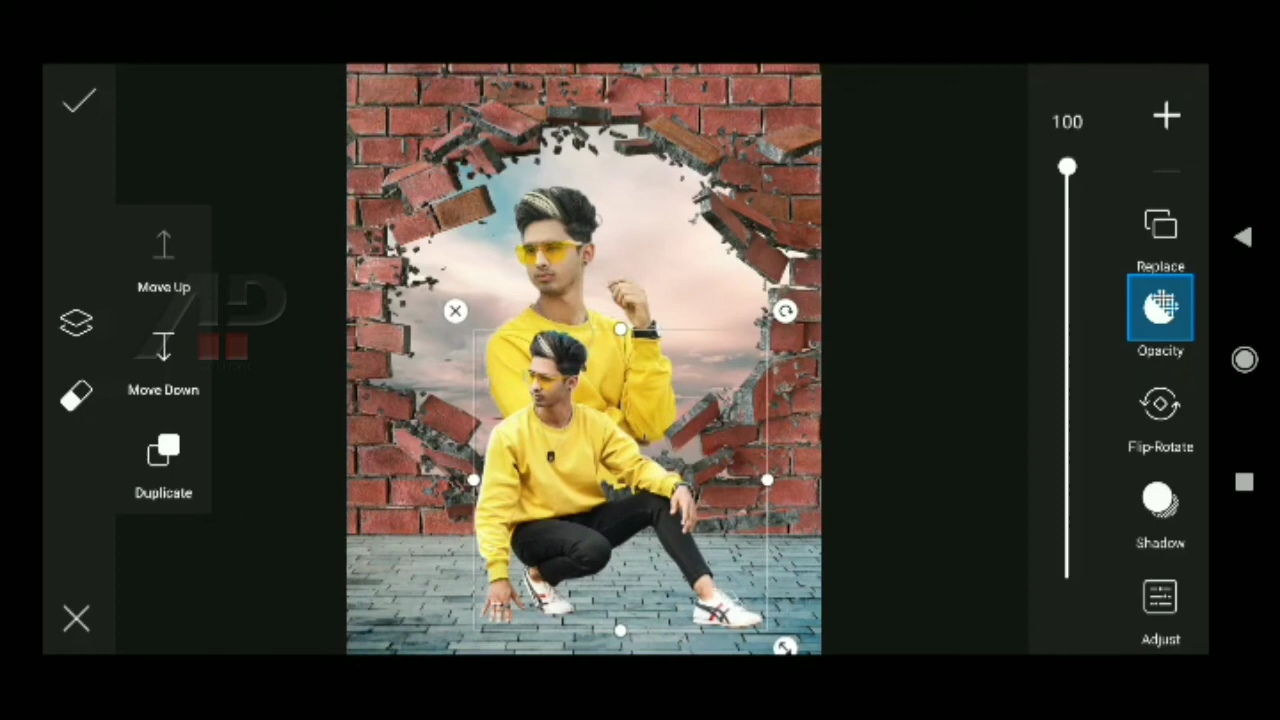 100
Move Up
Replace
Opacity
Move Down
Flip-Rotate
Duplicate
Shadow
Adjust